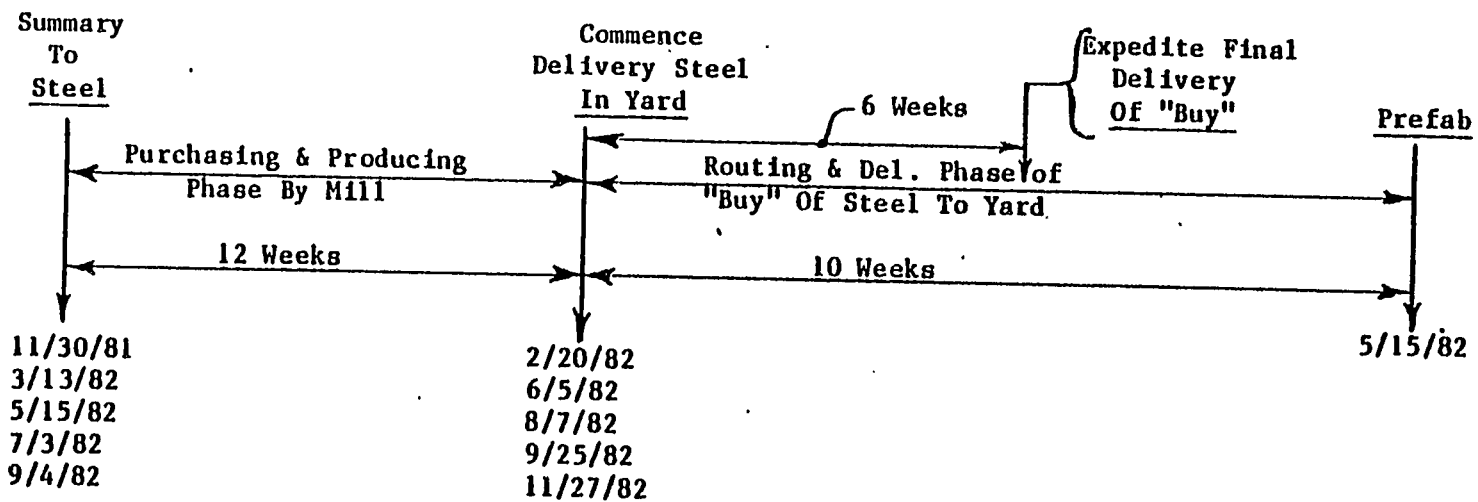 Summary
To
Steel
Commence
Delivery Steel
In Yard
6 Weeks
Expedite Final
Delivery
Of "Buy"
Prefab
Purchasing & Producing
Phase By Mill
Routing & Del. Phase of
"Buy" Of Steel To Yard
12 Weeks
10 Weeks
11/30/81
3/13/82
5/15/82
7/3/82
9/4/82
2/20/82
6/5/82
8/7/82
9/25/82
11/27/82
5/15/82